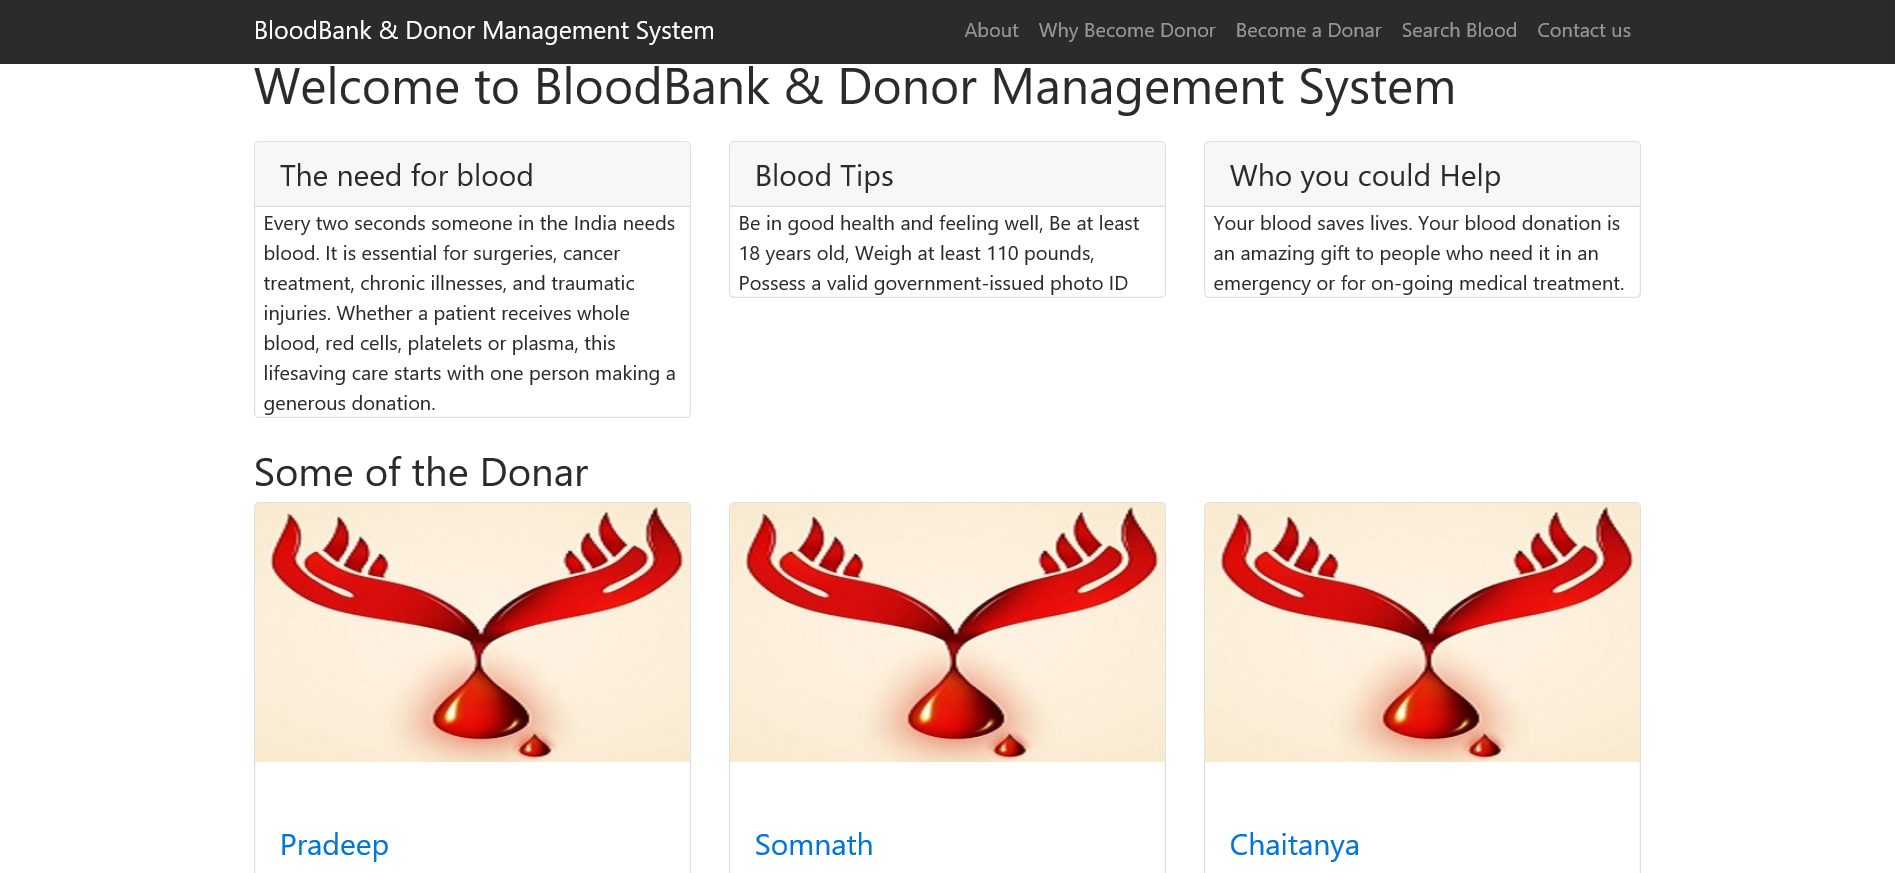 BloodBank & Donor Management System
About Why Become Donor Become a Donar Search Blood Contact us
Welcome to BloodBank & Donor Management System
The need for blood
Every two seconds someone in the India needs
blood. It is essential for surgeries, cancer
treatment, chronic illnesses, and traumatic
injuries. Whether a patient receives whole
blood, red cells, platelets or plasma, this
lifesaving care starts with one person making a
generous donation.
Blood Tips
Be in good health and feeling well, Be at least
18 years old, Weigh at least 110 pounds,
Possess a valid government-issued photo ID
Who you could Help
Your blood saves lives. Your blood donation is
an amazing gift to people who need it in an
emergency or for on-going medical treatment.
Some of the Donar
Pradeep
Somnath
Chaitanya